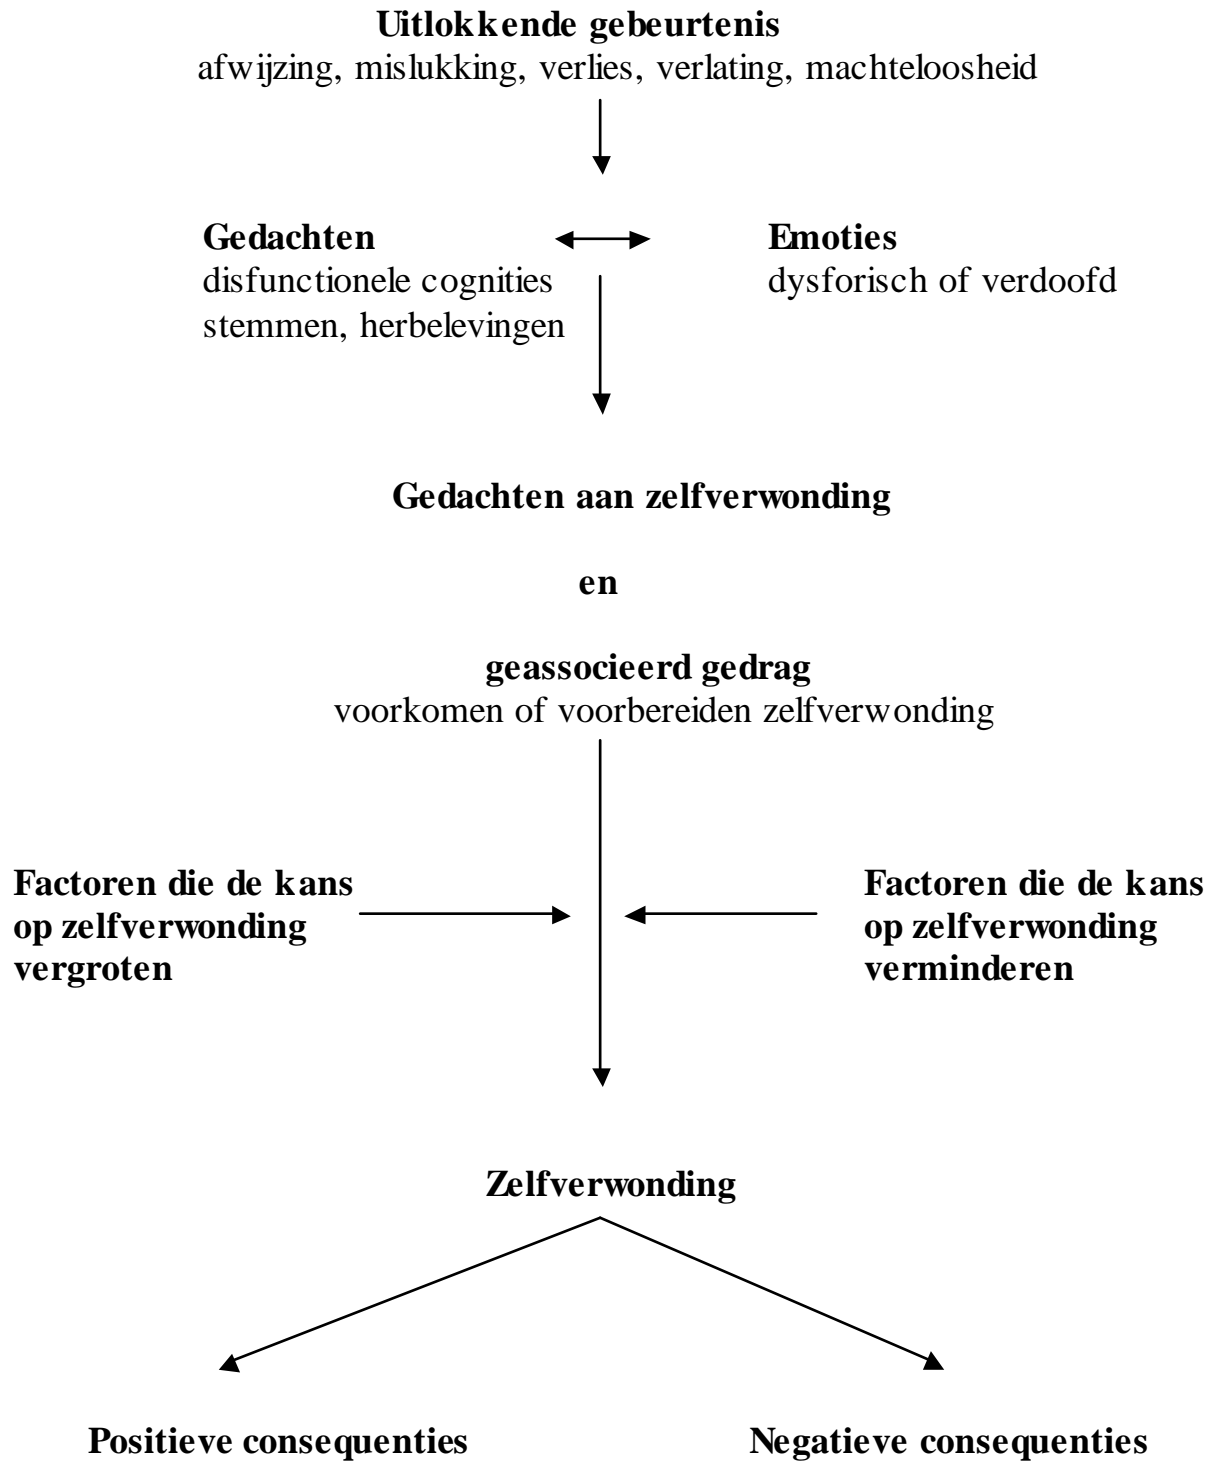 Uitlokkende gebeurtenis
afwijzing, mislukking, verlies, verlating, machteloosheid
Gedachten
disfunctionele cognities
stemmen, herbelevingen
Emoties
dysforisch of verdoofd
Gedachten aan zelfverwonding
en
geassocieerd gedrag
voorkomen of voorbereiden zelfverwonding
Factoren die de kans
op zelfverwonding
vergroten
Factoren die de kans
op zelfverwonding
verminderen
Zelfverwonding
Positieve consequenties
Negatieve consequenties